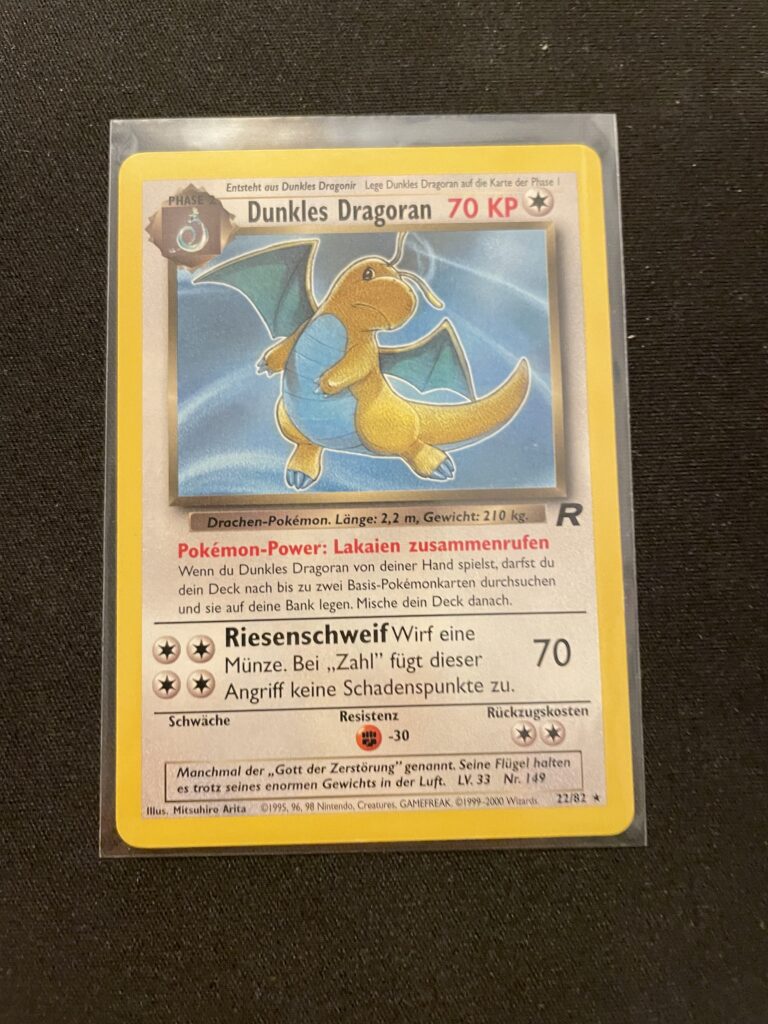 Entsteht aus Dunkles Dragonir Lege Dunkles Dragoran auf die Karte der Phase 1
PHASE 2
Dunkles Dragoran 70 KP
Drachen-Pokémon. Länge: 2,2 m, Gewicht: 210 kg.
R
Pokémon-Power: Lakaien zusammenrufen
Wenn du Dunkles Dragoran von deiner Hand spielst, darfst du
dein Deck nach bis zu zwei Basis-Pokémonkarten durchsuchen
und sie auf deine Bank legen. Mische dein Deck danach.
Riesenschweif Wirf eine
Münze. Bei „Zahl" fügt dieser 70
Angriff keine Schadenspunkte zu.
Schwäche Resistenz Rückzugskosten
-30
Manchmal der „Gott der Zerstörung" genannt. Seine Flügel halten
es trotz seines enormen Gewichts in der Luft. LV. 33 Nr. 149
Illus. Mitsuhiro Arita ©1995, 96, 98 Nintendo, Creatures, GAMEFREAK. ©1999-2000 Wizards. 22/82 ★